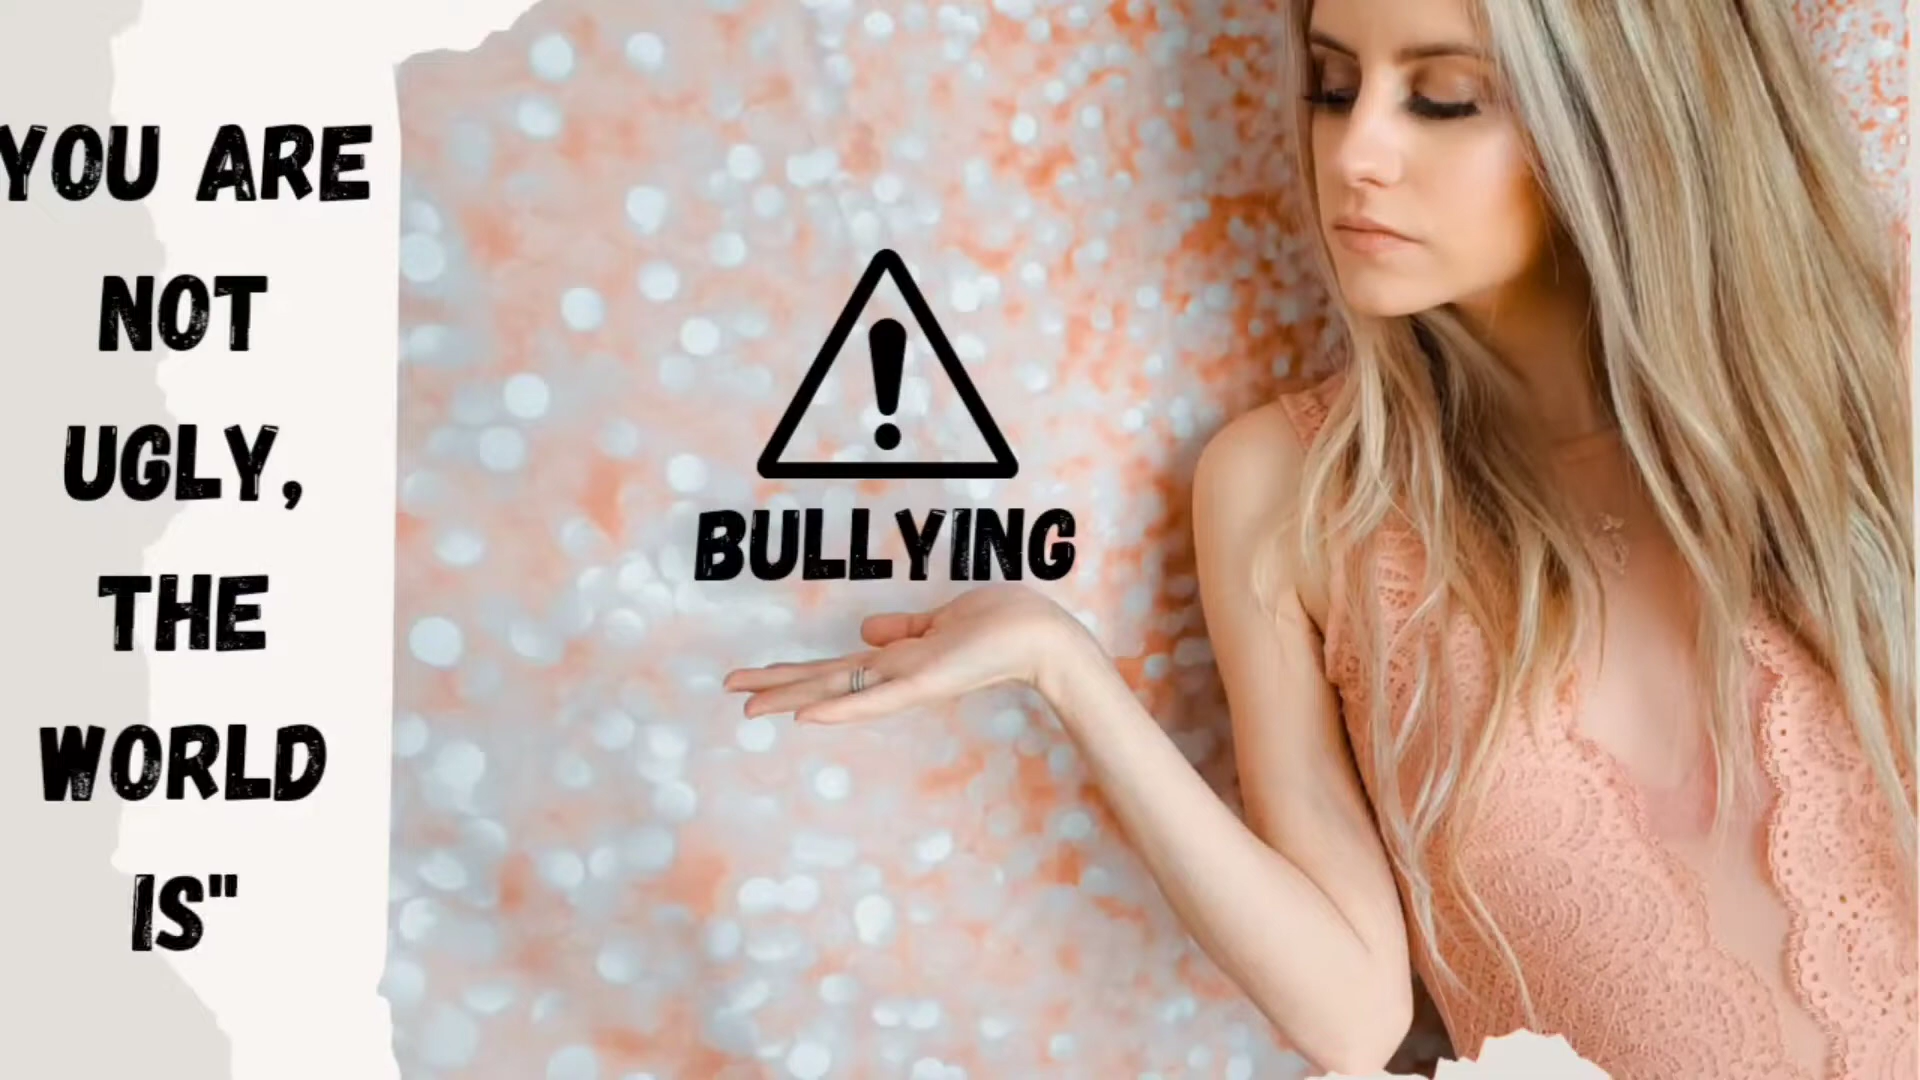 YOU ARE
NOT
UGLY,
THE
WORLD
IS"
BULLYING